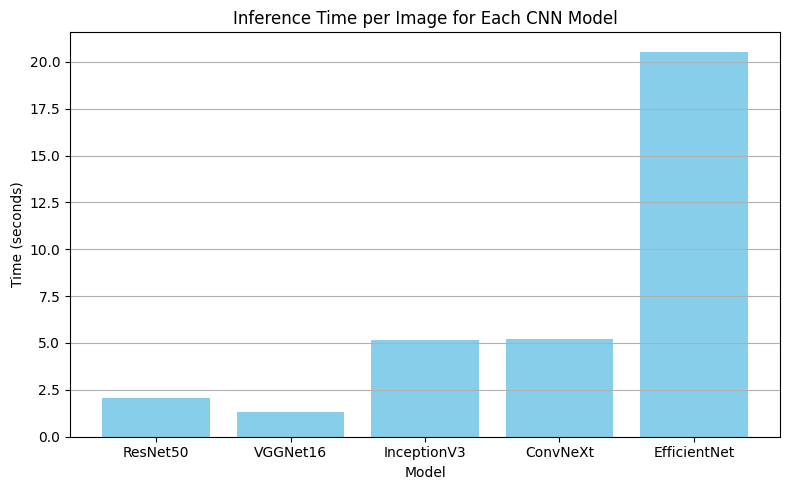 Inference Time per Image for Each CNN Model
Time (seconds)
20.0
17.5
15.0
12.5
10.0
7.5
5.0
2.5
0.0
ResNet50 VGGNet16 InceptionV3 ConvNeXt EfficientNet
Model